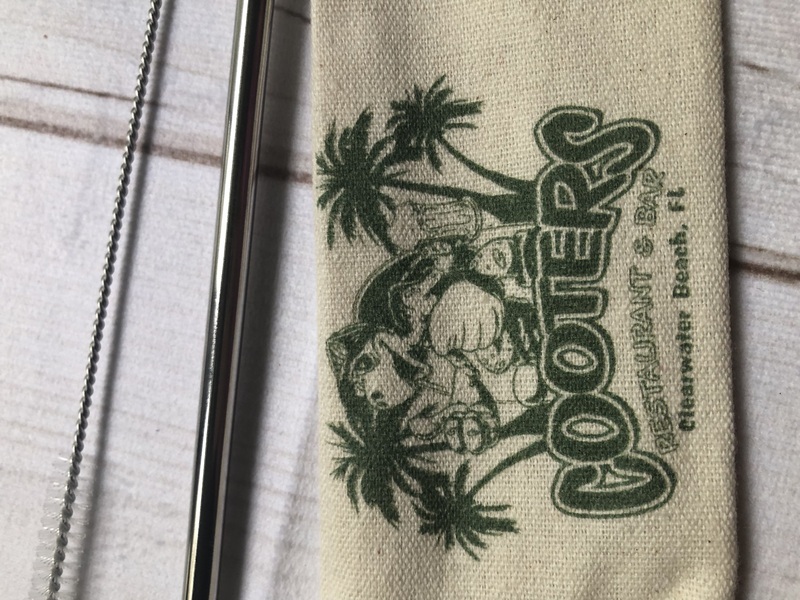 COOTERS
RESTAURANT & BAR
Clearwater Beach, FL